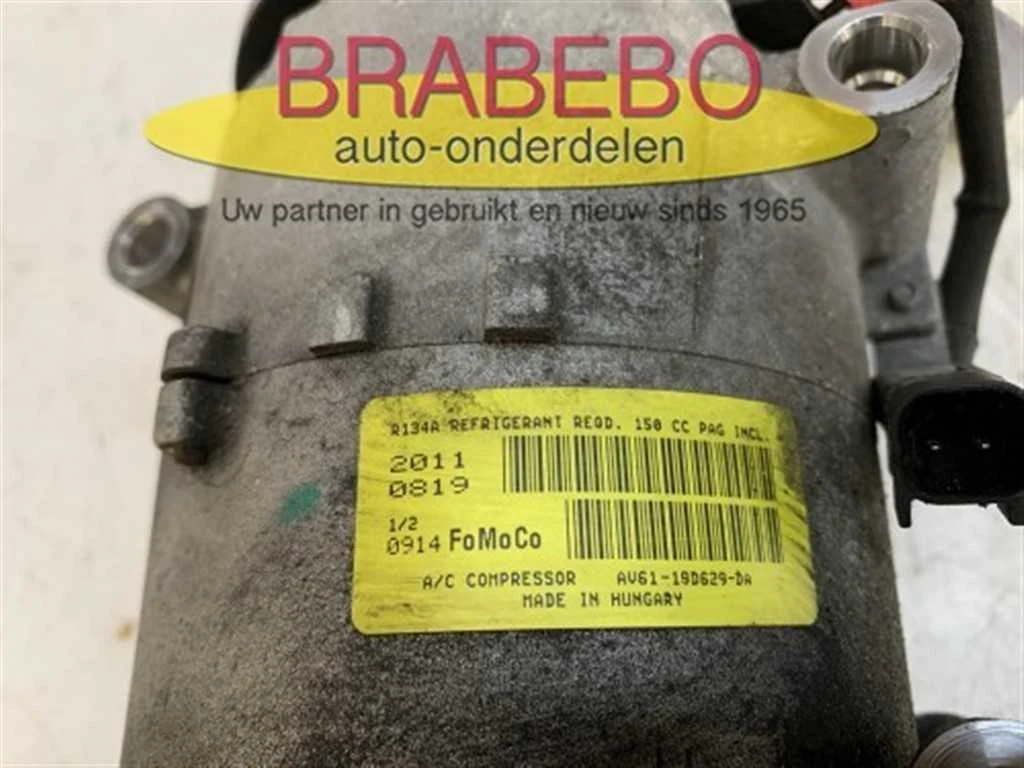 BRABEBO
auto-onderdelen
Uw partner in gebruikt en nieuw sinds 1965
R134A REFRIGERANT REQD. 150 CC PAG INCL.
2011
0819
1/2
0914 FoMoCo
A/C COMPRESSOR AV61-19D629-DA
MADE IN HUNGARY